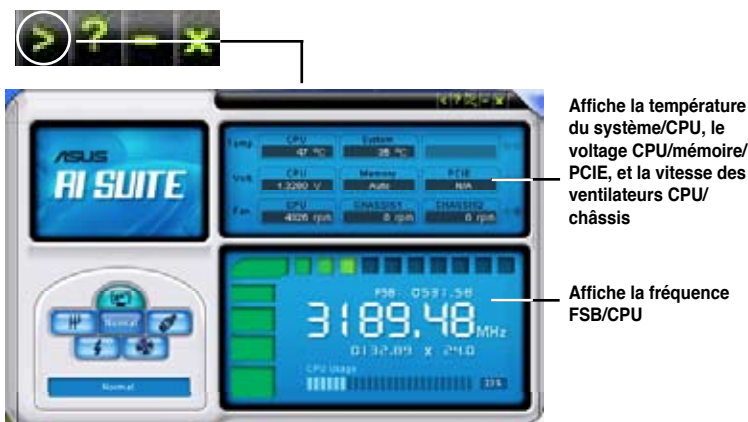 > ? - x
< ? - x
Affiche la température
du système/CPU, le
voltage CPU/mémoire/
PCIE, et la vitesse des
ventilateurs CPU/
châssis
ASUS
AI SUITE
Temp. CPU System
47 °C 35 °C
Volt. CPU Memory PCIE
1.3280 V Auto N/A
Fan. CPU CHASSIS1 CHASSIS2
rpm 0 rpm 0 rpm
Affiche la fréquence
FSB/CPU
FSB 0531.56
3189.48 MHz
0132.89 x 24.0
CPU Usage
Normal
Normal